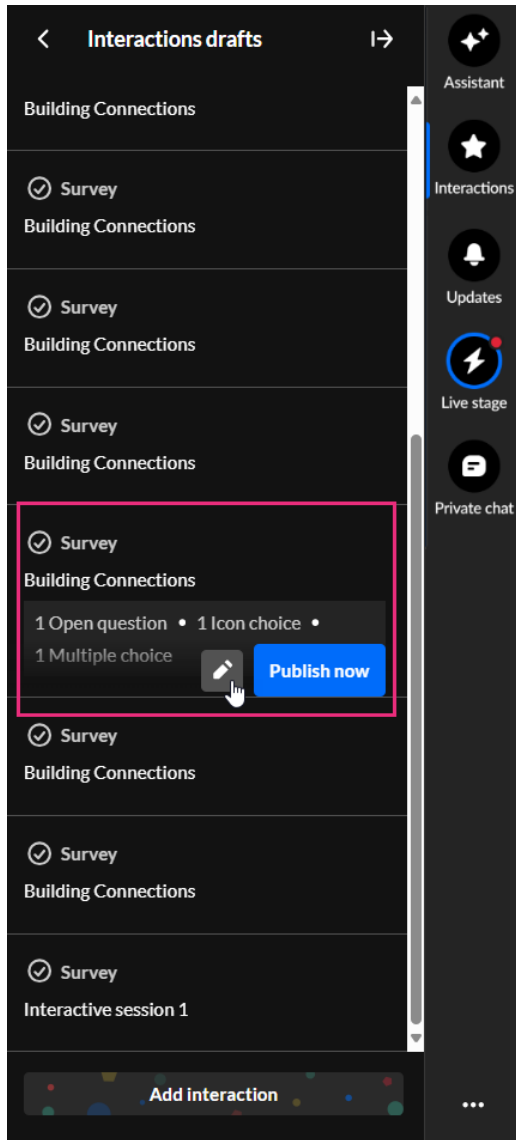 Interactions drafts
Building Connections
Survey
Building Connections
Survey
Building Connections
Survey
Building Connections
Survey
Building Connections
1 Open question • 1 Icon choice •
1 Multiple choice
Publish now
Survey
Building Connections
Survey
Building Connections
Survey
Interactive session 1
Add interaction
Assistant
Interactions
Updates
Live stage
Private chat